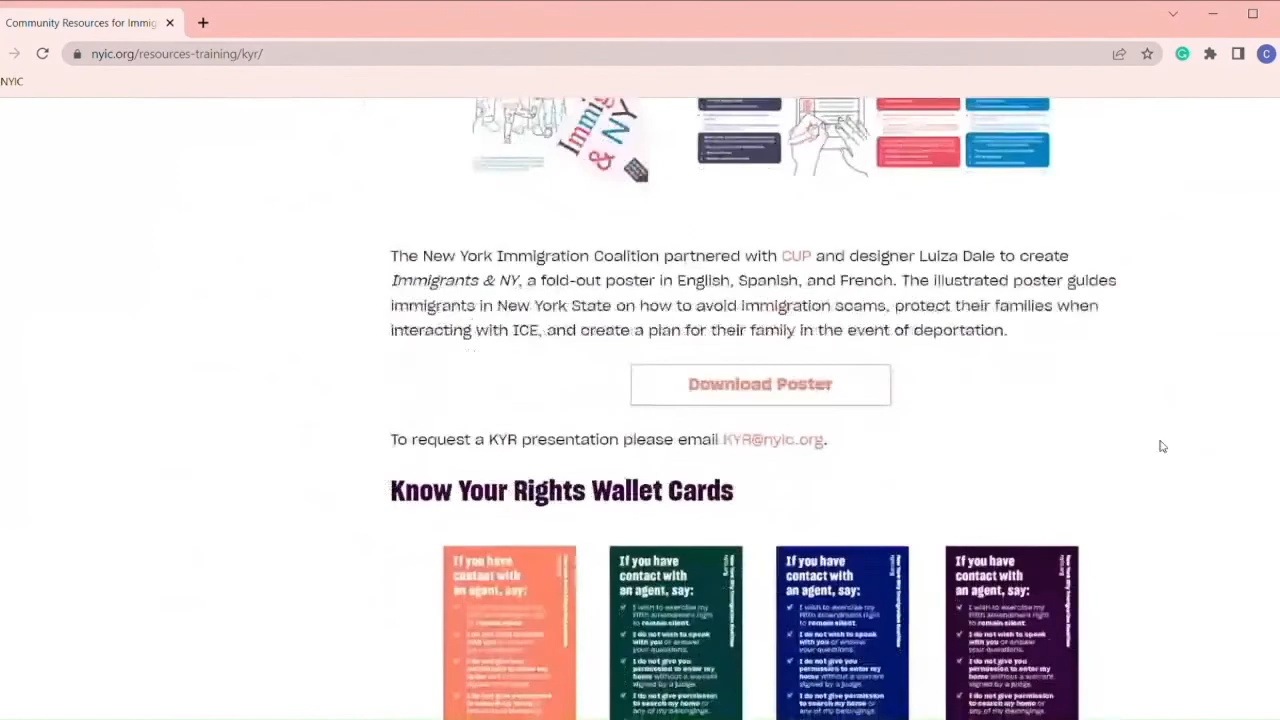 Community Resources for Immig
nyic.org/resources-training/kyr/
C
NYIC
Immig
& NY
The New York Immigration Coalition partnered with CUP and designer Luiza Dale to create
Immigrants & NY, a fold-out poster in English, Spanish, and French. The illustrated poster guides
immigrants in New York State on how to avoid immigration scams, protect their families when
interacting with ICE, and create a plan for their family in the event of deportation.
Download Poster
To request a KYR presentation please email KYR@nyic.org.
Know Your Rights Wallet Cards
If you have
contact with
an agent, say:
If you have
contact with
an agent, say:
I wish to exercise my
Fifth amendment right
to remain silent.
I do not wish to speak
with you or answer
your questions.
I do not give you
permission to enter my
home without a warrant
signed by a judge.
I do not give permission
to search my home or
any of my belongings.
If you have
contact with
an agent, say:
I wish to exercise my
Fifth amendment right
to remain silent.
I do not wish to speak
with you or answer
your questions.
I do not give you
permission to enter my
home without a warrant
signed by a judge.
I do not give permission
to search my home or
any of my belongings.
If you have
contact with
an agent, say:
I wish to exercise my
Fifth amendment right
to remain silent.
I do not wish to speak
with you or answer
your questions.
I do not give you
permission to enter my
home without a warrant
signed by a judge.
I do not give permission
to search my home or
any of my belongings.